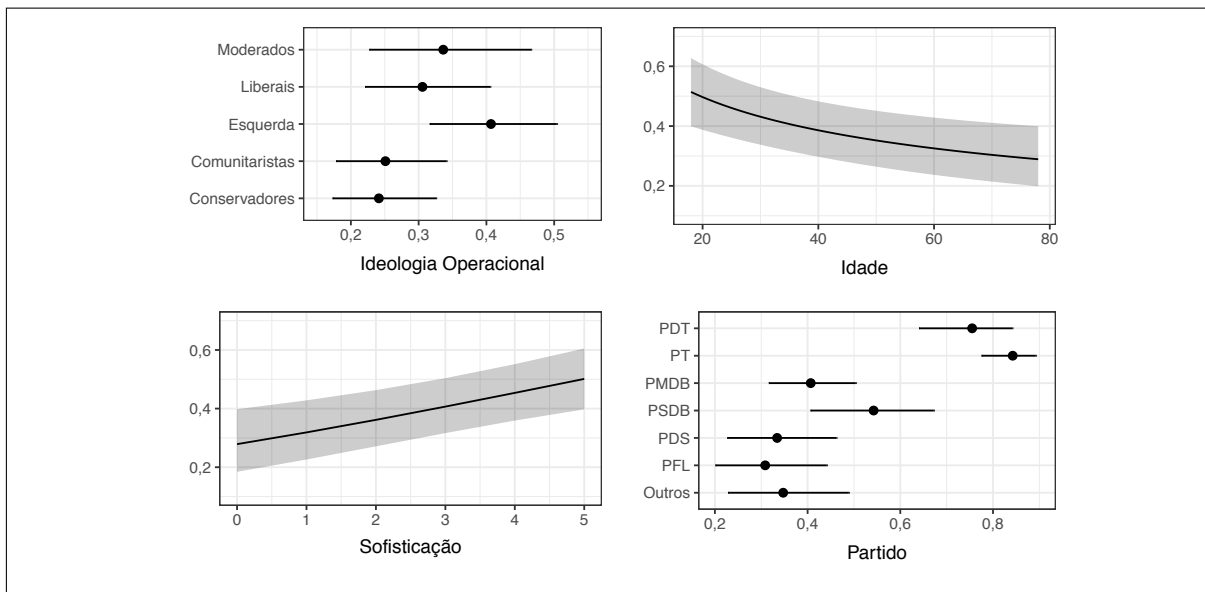 Moderados
Liberais
Esquerda
Comunitaristas
Conservadores
0,2 0,3 0,4 0,5
Ideologia Operacional
0,6
0,4
0,2
20 40 60 80
Idade
0,6
0,4
0,2
0 1 2 3 4 5
Sofisticação
PDT
PT
PMDB
PSDB
PDS
PFL
Outros
0,2 0,4 0,6 0,8
Partido